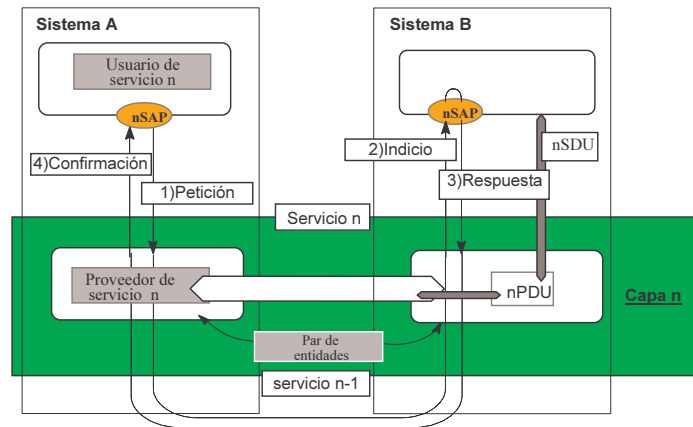 Sistema A
Sistema B
Usuario de
servicio n
nSAP
nSAP
nSDU
2)Indicio
4)Confirmación
3)Respuesta
1)Petición
Servicio n
Proveedor de
servicio n
nPDU
Capa n
Par de
entidades
servicio n-1